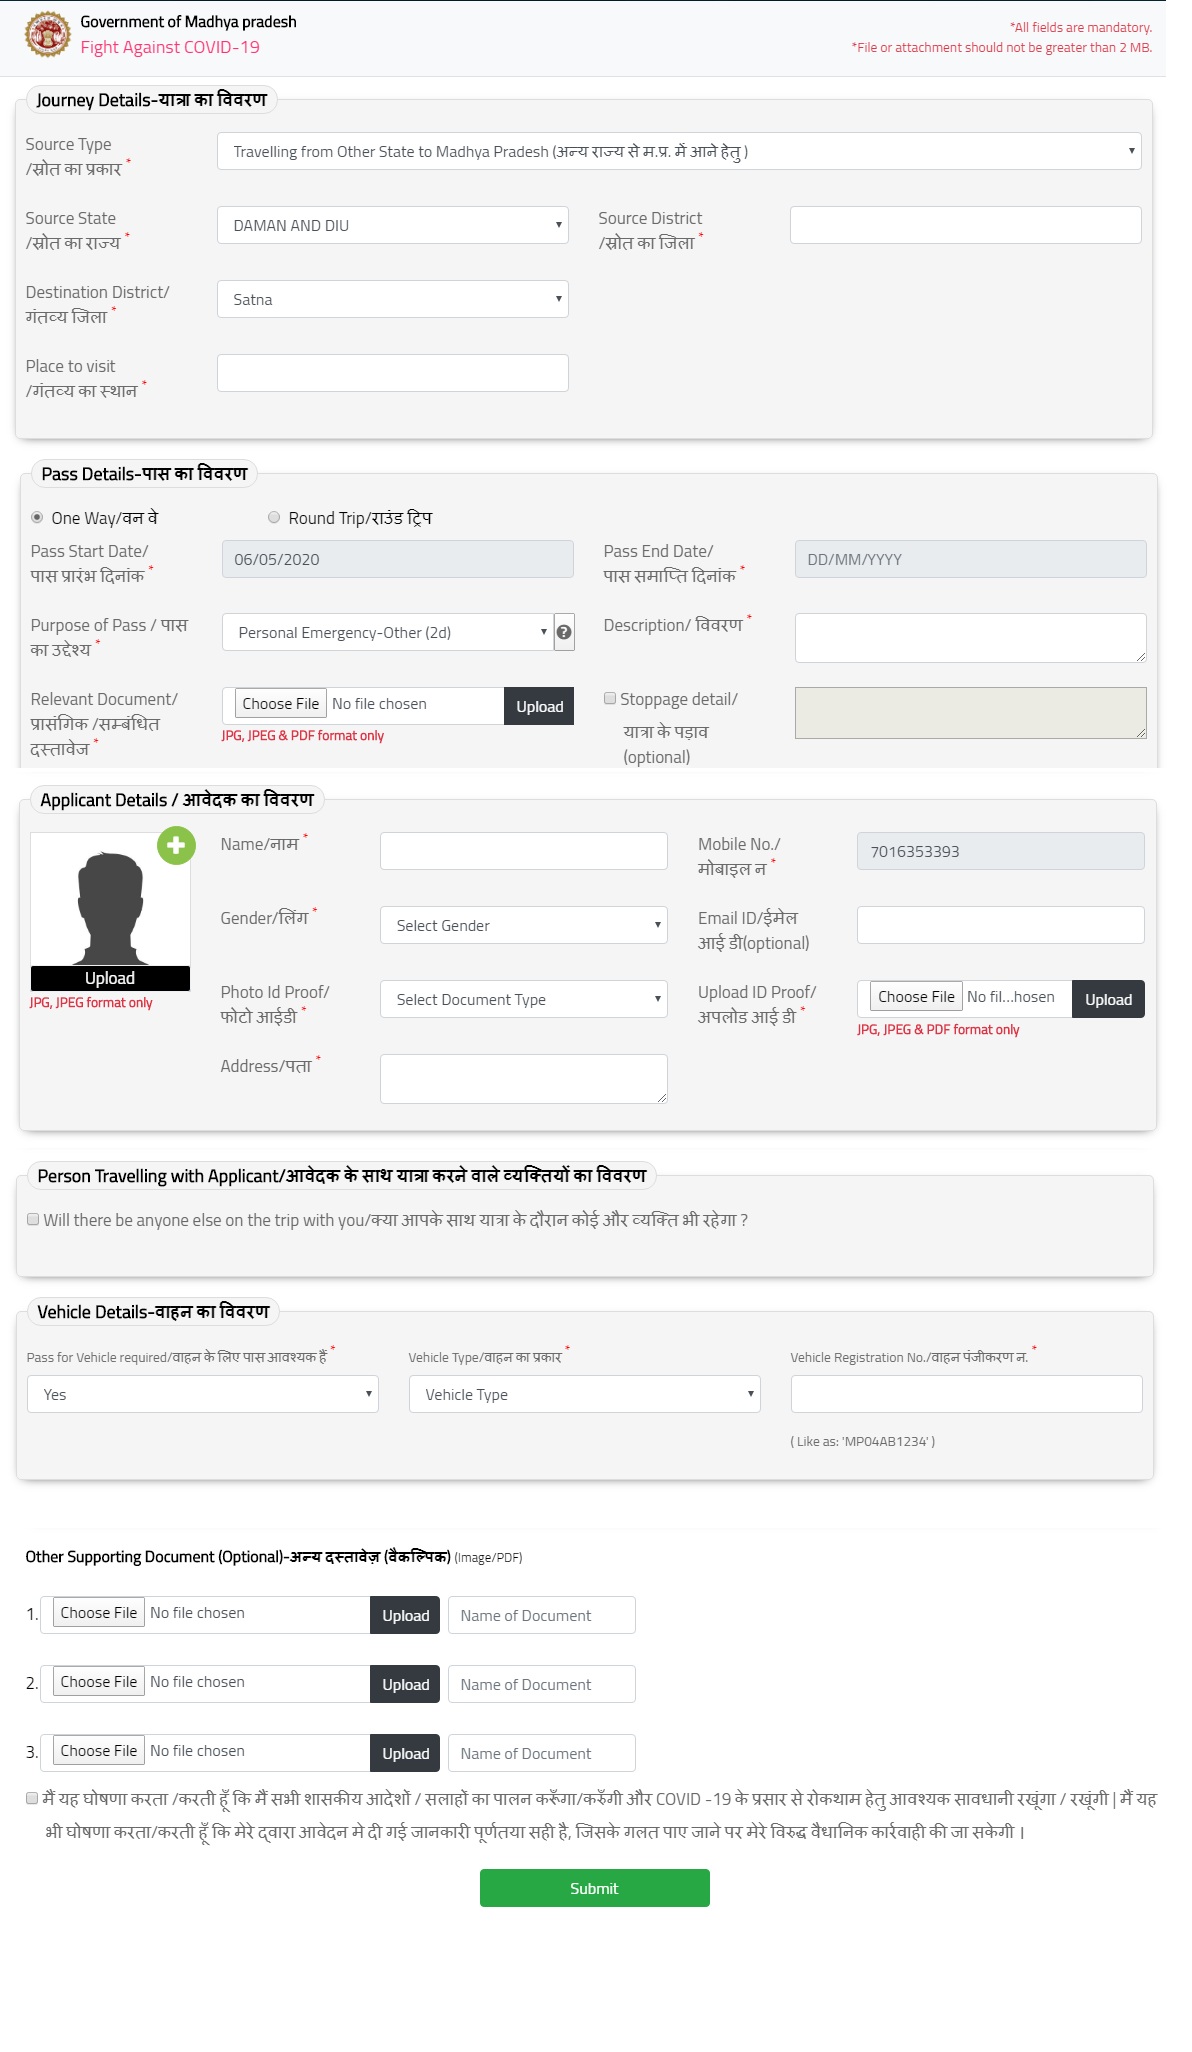 Government of Madhya pradesh
Fight Against COVID-19
*All fields are mandatory.
*File or attachment should not be greater than 2 MB.
Journey Details-यात्रा का विवरण
Source Type
/स्रोत का प्रकार *
Travelling from Other State to Madhya Pradesh (अन्य राज्य से म.प्र. में आने हेतु )
Source State
/स्रोत का राज्य *
DAMAN AND DIU
Source District
/स्रोत का जिला *
Destination District/
गंतव्य जिला *
Satna
Place to visit
/गंतव्य का स्थान *
Pass Details-पास का विवरण
One Way/वन वे
Round Trip/राउंड ट्रिप
Pass Start Date/
पास प्रारंभ दिनांक *
06/05/2020
Pass End Date/
पास समाप्ति दिनांक *
DD/MM/YYYY
Purpose of Pass / पास
का उद्देश्य *
Personal Emergency-Other (2d)
?
Description/ विवरण *
Relevant Document/
प्रासंगिक /सम्बंधित
दस्तावेज *
Choose File No file chosen
Upload
JPG, JPEG & PDF format only
Stoppage detail/
यात्रा के पड़ाव
(optional)
Applicant Details / आवेदक का विवरण
Upload
JPG, JPEG format only
Name/नाम *
Mobile No./
मोबाइल न *
7016353393
Gender/लिंग *
Select Gender
Email ID/ईमेल
आई डी(optional)
Photo Id Proof/
फोटो आईडी *
Select Document Type
Upload ID Proof/
अपलोड आई डी *
Choose File No fil...hosen
Upload
JPG, JPEG & PDF format only
Address/पता *
Person Travelling with Applicant/आवेदक के साथ यात्रा करने वाले व्यक्तियों का विवरण
Will there be anyone else on the trip with you/क्या आपके साथ यात्रा के दौरान कोई और व्यक्ति भी रहेगा ?
Vehicle Details-वाहन का विवरण
Pass for Vehicle required/वाहन के लिए पास आवश्यक हैं *
Yes
Vehicle Type/वाहन का प्रकार *
Vehicle Type
Vehicle Registration No./वाहन पंजीकरण न. *
( Like as: 'MP04AB1234' )
Other Supporting Document (Optional)-अन्य दस्तावेज़ (वैकल्पिक) (Image/PDF)
1. Choose File No file chosen Upload Name of Document
2. Choose File No file chosen Upload Name of Document
3. Choose File No file chosen Upload Name of Document
मैं यह घोषणा करता /करती हूँ कि मैं सभी शासकीय आदेशों / सलाहों का पालन करूँगा/करुँगी और COVID -19 के प्रसार से रोकथाम हेतु आवश्यक सावधानी रखूंगा / रखूंगी | मैं यह
भी घोषणा करता/करती हूँ कि मेरे द्वारा आवेदन मे दी गई जानकारी पूर्णतया सही है, जिसके गलत पाए जाने पर मेरे विरुद्ध वैधानिक कार्रवाही की जा सकेगी ।
Submit